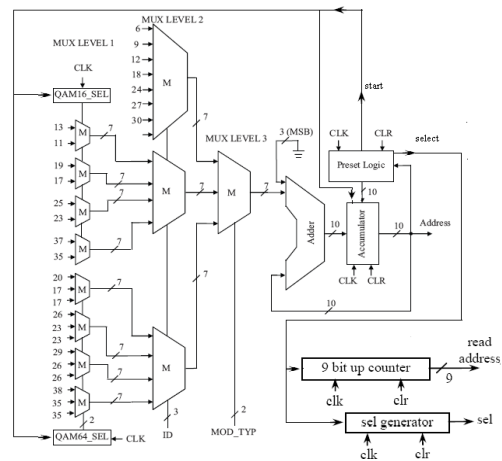 MUX LEVEL 2
MUX LEVEL 1
6
9
12
18
24
27
30
M
7
CLK
QAM16_SEL
start
select
13
11
M
7
19
17
M
7
25
23
M
7
37
35
M
7
M
7
MUX LEVEL 3
M
7
3 (MSB)
CLK
CLR
Preset Logic
10
Adder
10
Accumulator
10
Address
CLK
CLR
10
20
17
17
M
7
26
23
23
M
7
29
26
26
M
7
38
35
35
M
7
M
7
2
3
2
QAM64_SEL
CLK
ID
MOD_TYP
9 bit up counter
read
address
9
clk
clr
sel generator
sel
clk
clr